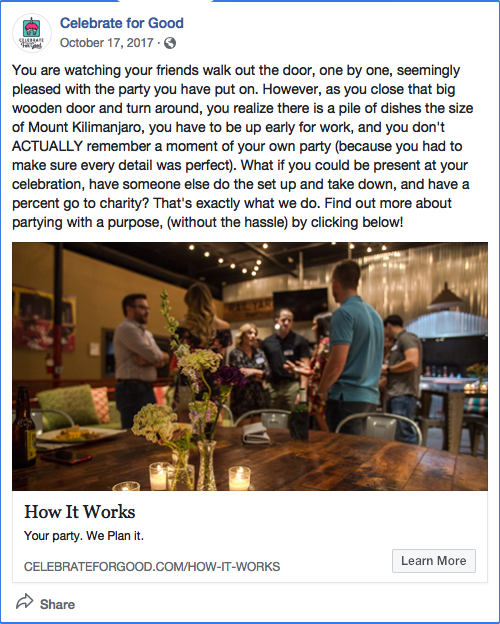 CELEBRATE
For Good
Celebrate for Good
October 17, 2017 ·
You are watching your friends walk out the door, one by one, seemingly
pleased with the party you have put on. However, as you close that big
wooden door and turn around, you realize there is a pile of dishes the size
of Mount Kilimanjaro, you have to be up early for work, and you don't
ACTUALLY remember a moment of your own party (because you had to
make sure every detail was perfect). What if you could be present at your
celebration, have someone else do the set up and take down, and have a
percent go to charity? That's exactly what we do. Find out more about
partying with a purpose, (without the hassle) by clicking below!
How It Works
Your party. We Plan it.
CELEBRATEFORGOOD.COM/HOW-IT-WORKS
Learn More
Share